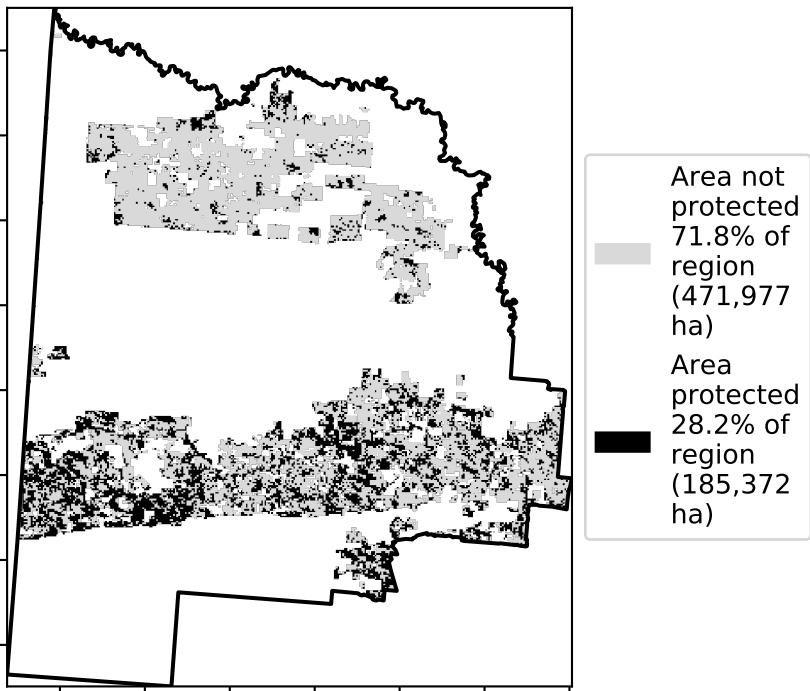 Area not
protected
71.8% of
region
(471,977
ha)
Area
protected
28.2% of
region
(185,372
ha)